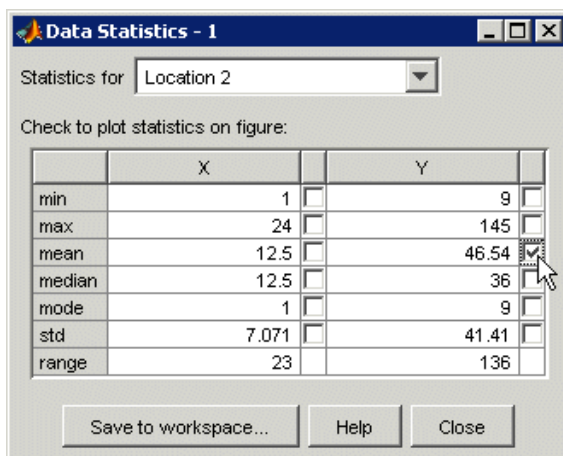 Data Statistics - 1
Statistics for Location 2
Check to plot statistics on figure:
X Y
min 1 9
max 24 145
mean 12.5 46.54
median 12.5 36
mode 1 9
std 7.071 41.41
range 23 136
Save to workspace... Help Close